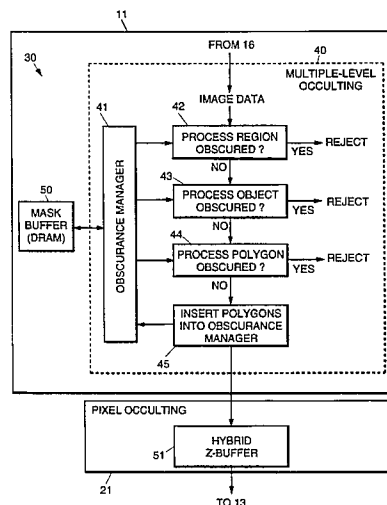 11
FROM 16
30
40
MULTIPLE-LEVEL
OCCULTING
IMAGE DATA
41
42
PROCESS REGION
OBSCURED ?
YES
REJECT
NO
50
MASK
BUFFER
(DRAM)
OBSCURANCE MANAGER
43
PROCESS OBJECT
OBSCURED ?
YES
REJECT
NO
44
PROCESS POLYGON
OBSCURED ?
YES
REJECT
NO
INSERT POLYGONS
INTO OBSCURANCE
MANAGER
45
PIXEL OCCULTING
HYBRID
Z-BUFFER
51
21
TO 13